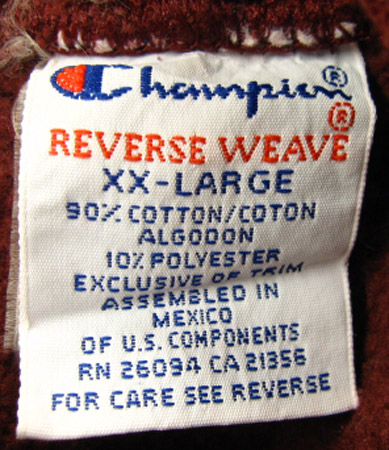 Champion®
REVERSE WEAVE®
XX-LARGE
90% COTTON/COTON
ALGODON
10% POLYESTER
EXCLUSIVE OF TRIM
ASSEMBLED IN
MEXICO
OF U.S. COMPONENTS
RN 26094 CA 21356
FOR CARE SEE REVERSE